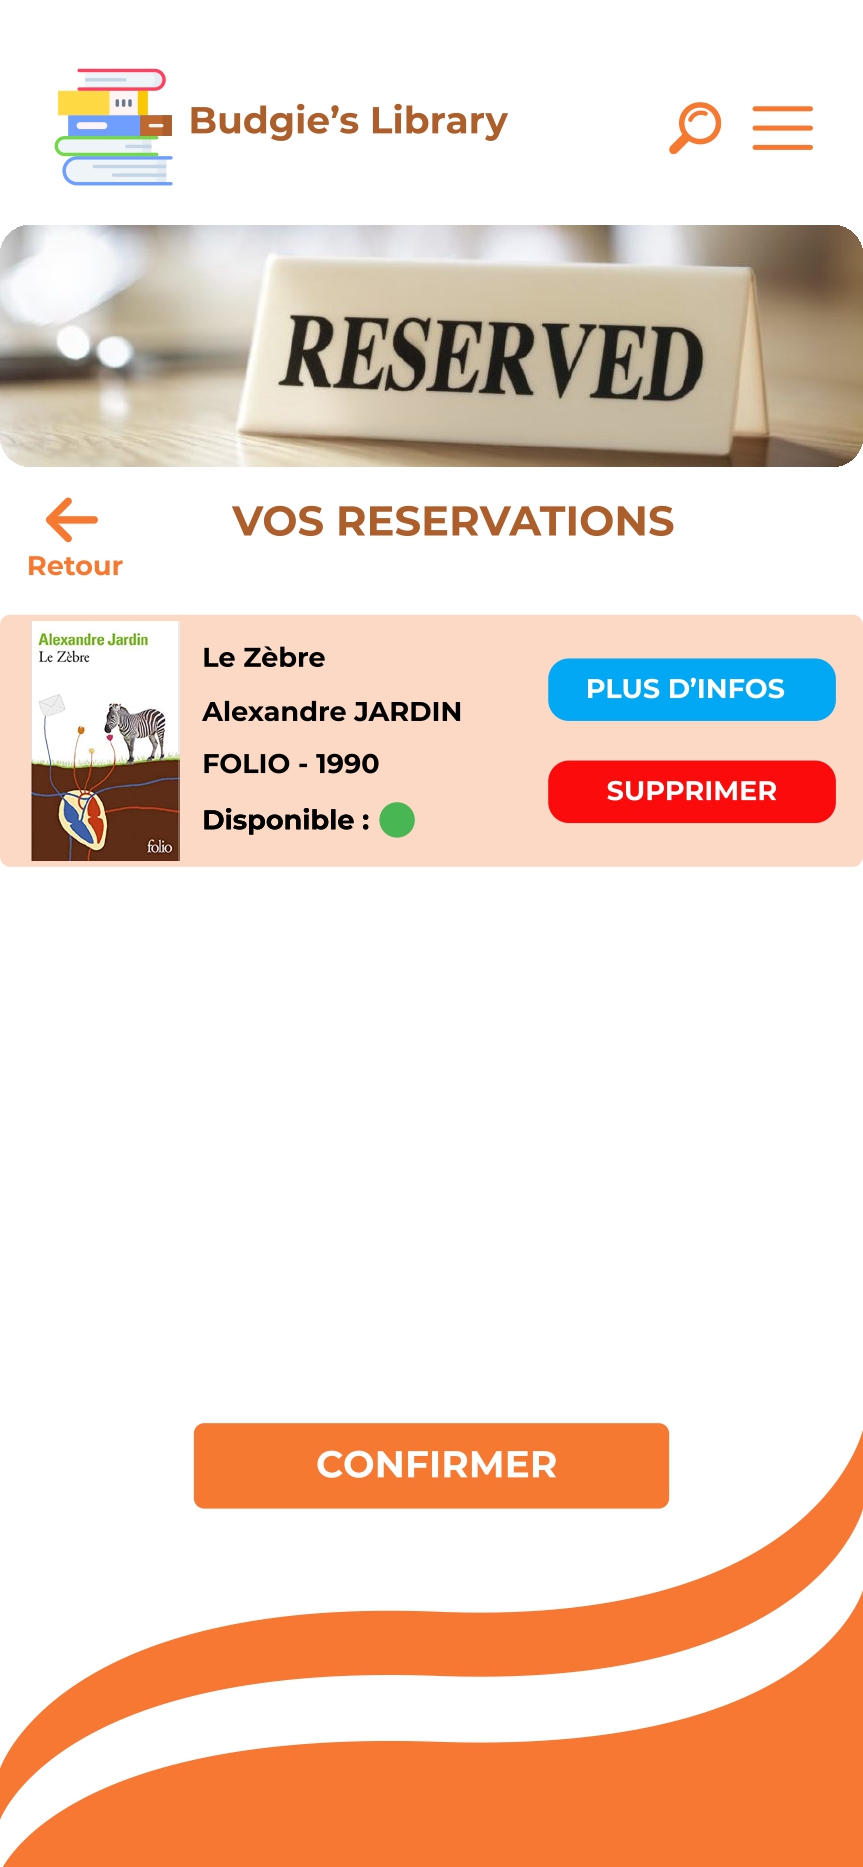 Budgie’s Library
RESERVED
Retour
VOS RESERVATIONS
Alexandre Jardin
Le Zèbre
folio
Le Zèbre
Alexandre JARDIN
FOLIO - 1990
Disponible :
PLUS D’INFOS
SUPPRIMER
CONFIRMER